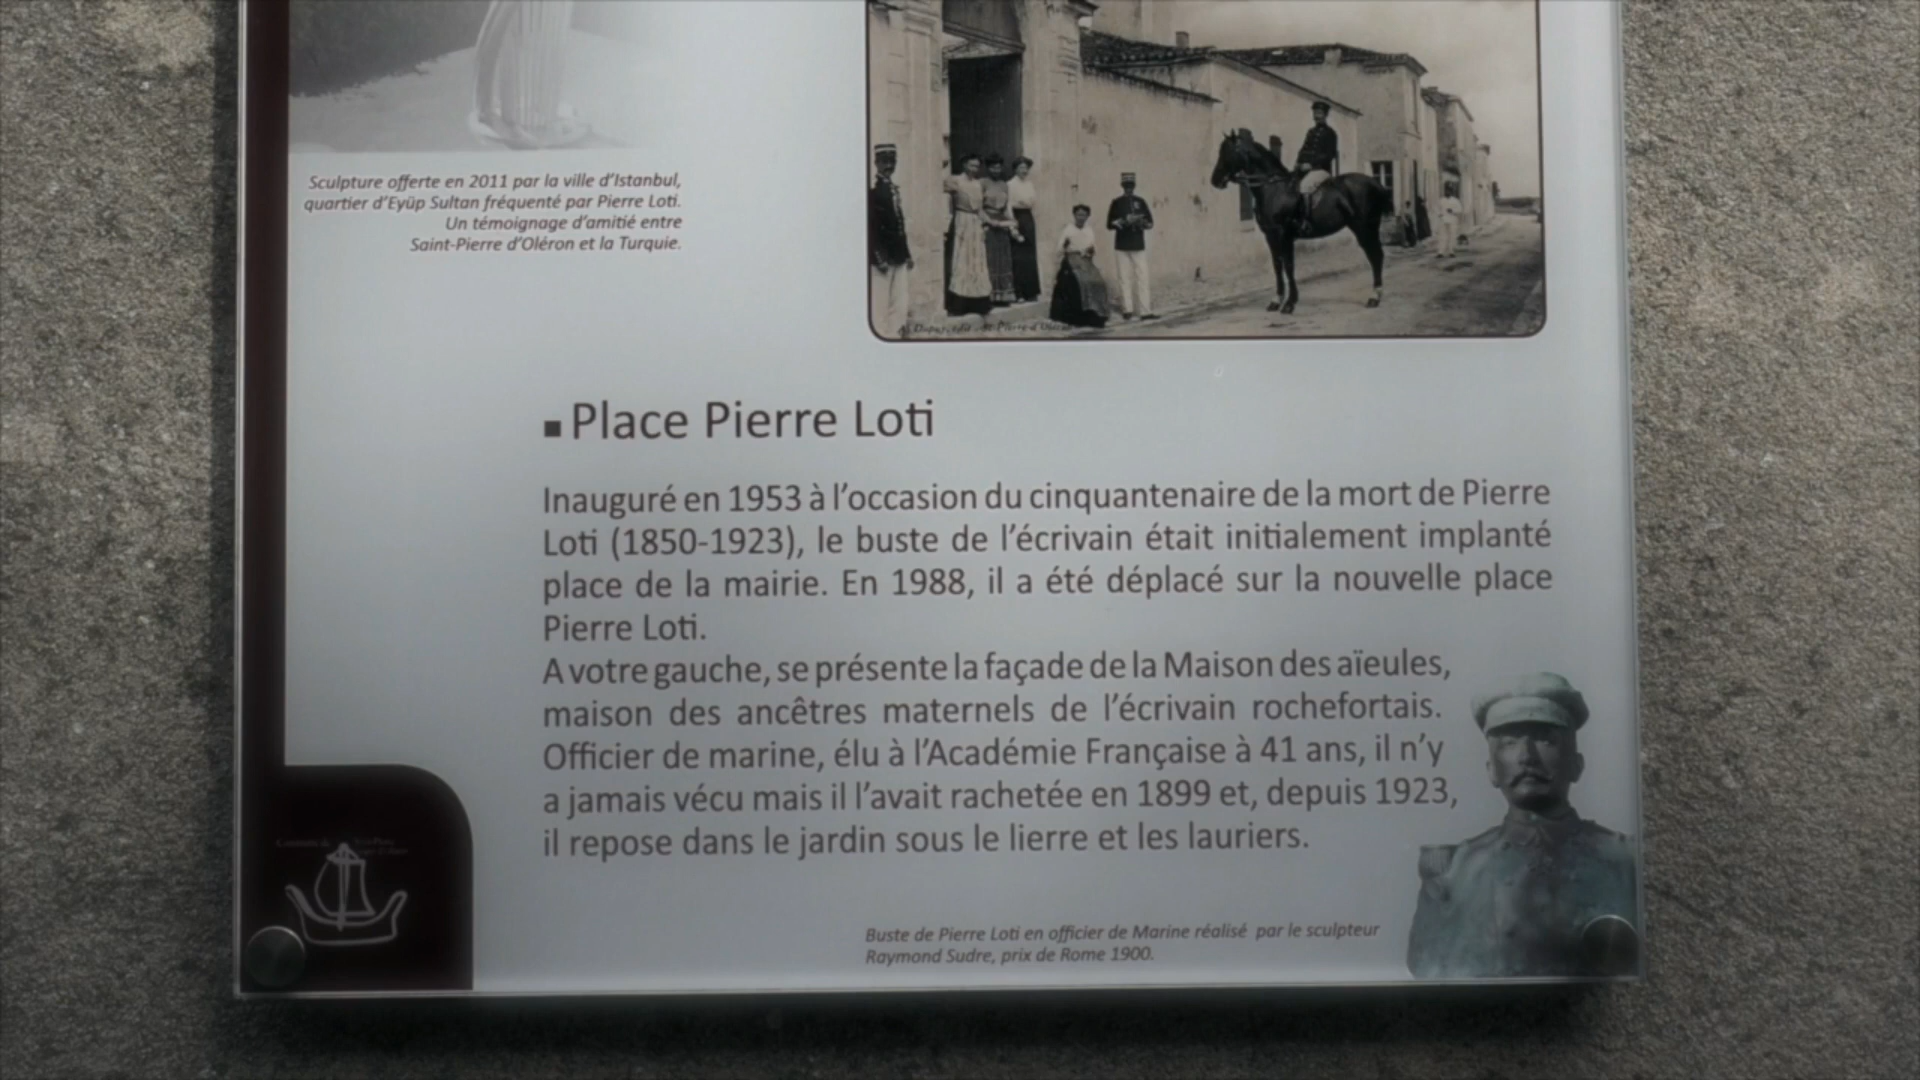 Sculpture offerte en 2011 par la ville d'Istanbul,
quartier d'Eyüp Sultan fréquenté par Pierre Loti.
Un témoignage d'amitié entre
Saint-Pierre d'Oléron et la Turquie.
▪ Place Pierre Loti
Inauguré en 1953 à l'occasion du cinquantenaire de la mort de Pierre
Loti (1850-1923), le buste de l'écrivain était initialement implanté
place de la mairie. En 1988, il a été déplacé sur la nouvelle place
Pierre Loti.
A votre gauche, se présente la façade de la Maison des aïeules,
maison des ancêtres maternels de l'écrivain rochefortais.
Officier de marine, élu à l'Académie Française à 41 ans, il n'y
a jamais vécu mais il l'avait rachetée en 1899 et, depuis 1923,
il repose dans le jardin sous le lierre et les lauriers.
Buste de Pierre Loti en officier de Marine réalisé par le sculpteur
Raymond Sudre, prix de Rome 1900.